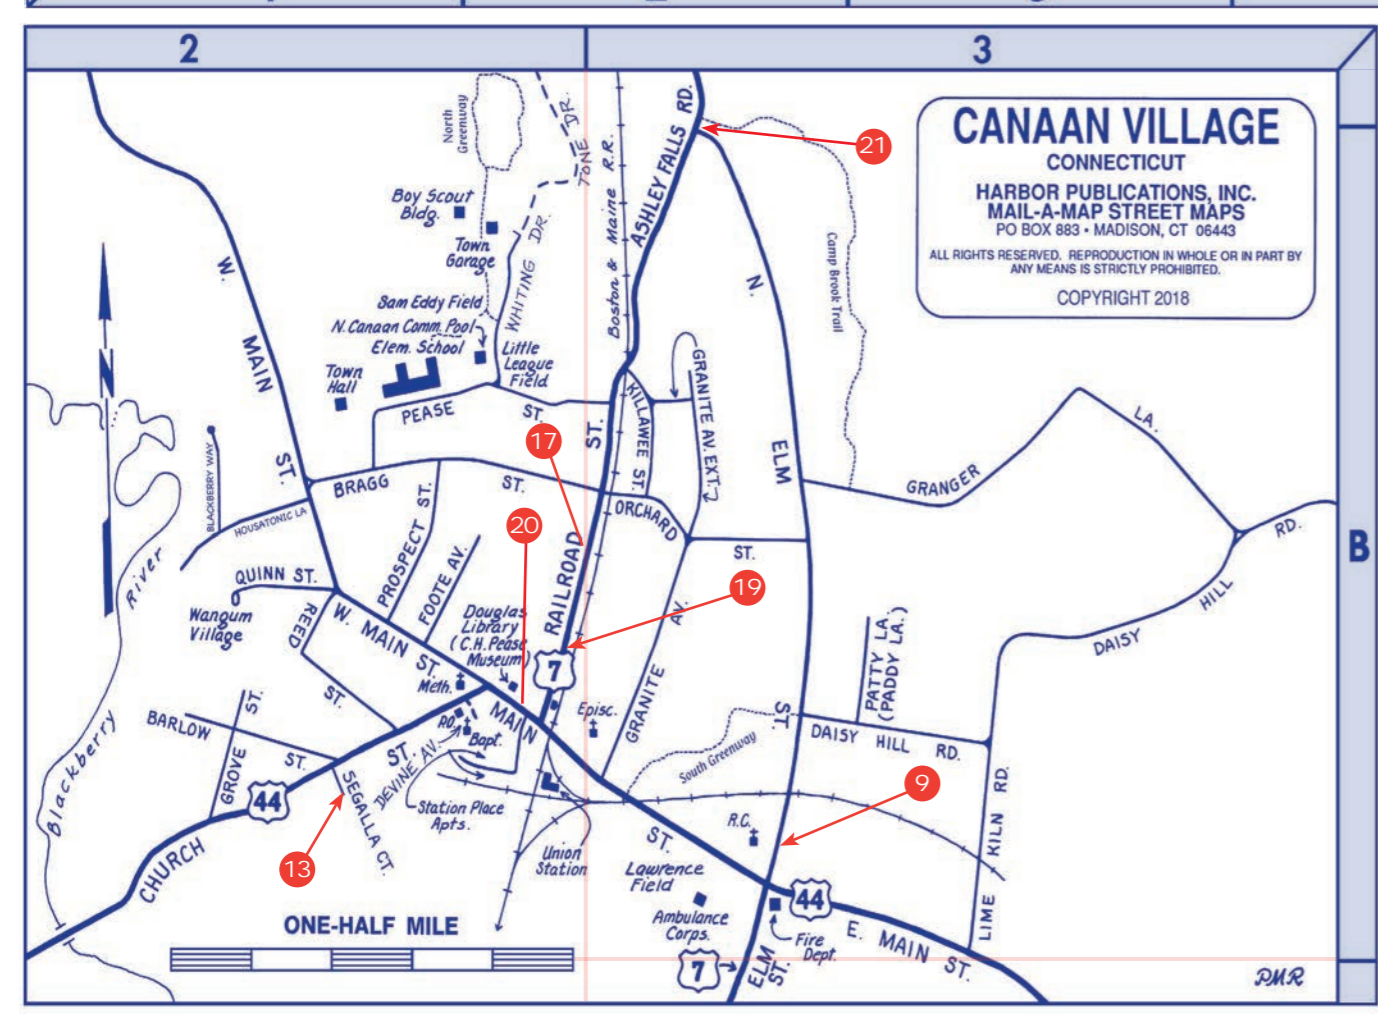 2
3
CANAAN VILLAGE
CONNECTICUT
HARBOR PUBLICATIONS, INC.
MAIL-A-MAP STREET MAPS
PO BOX 883 • MADISON, CT 06443
ALL RIGHTS RESERVED. REPRODUCTION IN WHOLE OR IN PART BY
ANY MEANS IS STRICTLY PROHIBITED.
COPYRIGHT 2018
North
Greenway
TONE DR.
Boston & Maine R.R.
ASHLEY FALLS RD.
21
Boy Scout
Bldg.
Town
Garage
WHITING DR.
Camp Brook Trail
W.
MAIN
ST.
N.
ELM
ST.
Sam Eddy Field
N. Canaan Comm. Pool
Elem. School
Little
League
Field
Town
Hall
N
PEASE
ST.
KILLAWEE ST.
GRANITE AV. EXT.
LA.
GRANGER
17
ST.
BLACKBERRY WAY
HOUSATONIC LA
BRAGG
ST.
ORCHARD
ST.
RD.
HILL
DAISY
B
20
PROSPECT ST.
FOOTE AV.
RAILROAD
19
QUINN ST.
REED
ST.
Wangum
Village
W. MAIN ST.
Douglas
Library
(C.H. Pease
Museum)
7
GRANITE
AV.
PATTY LA.
(PADDY LA.)
River
Blackberry
Meth.
P.O.
Bapt.
MAIN
Episc.
BARLOW
ST.
GROVE
ST.
ST.
DEVINE AV.
South Greenway
DAISY HILL RD.
44
SEGALLA CT.
Station Place
Apts.
9
13
CHURCH
Union
Station
ST.
R.C.
Lawrence
Field
LIME KILN RD.
44
Ambulance
Corps.
Fire
Dept.
E. MAIN ST.
ONE-HALF MILE
7
ELM
ST.
PMR